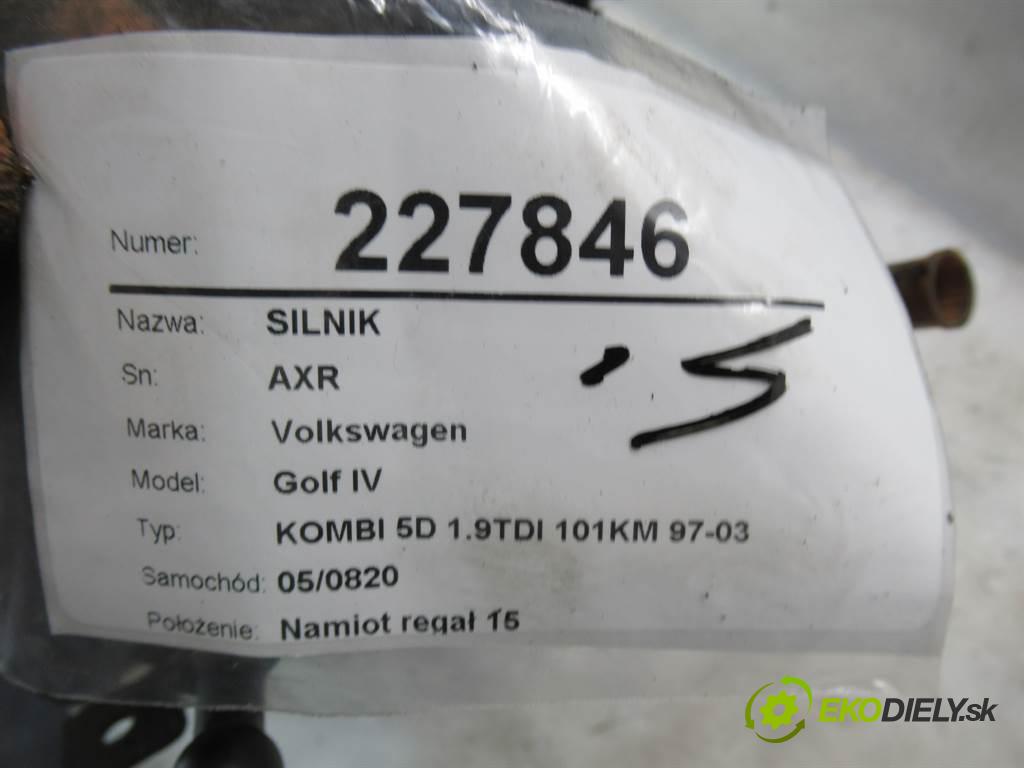 Numer: 227846
Nazwa: SILNIK
Sn: AXR
Marka: Volkswagen
Model: Golf IV
Typ: KOMBI 5D 1.9TDI 101KM 97-03
Samochód: 05/0820
Położenie: Namiot regał 15
EKODIELY.sk